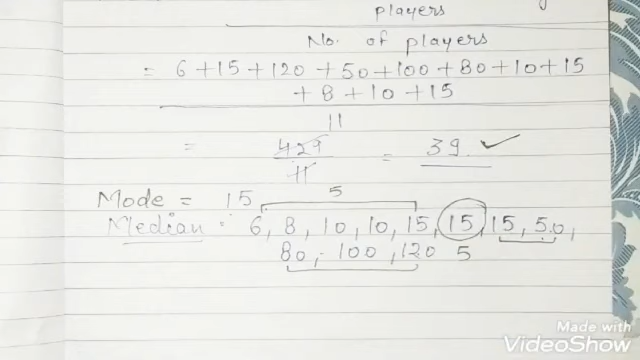 players
No. of players
= 6 + 15 + 120 + 50 + 100 + 80 + 10 + 15
+ 8 + 10 + 15
11
= 429 = 39 ✓
11
Mode = 15
5
Median : 6, 8, 10, 10, 15, 15, 15, 50,
80, 100, 120 5
Made with
VideoShow